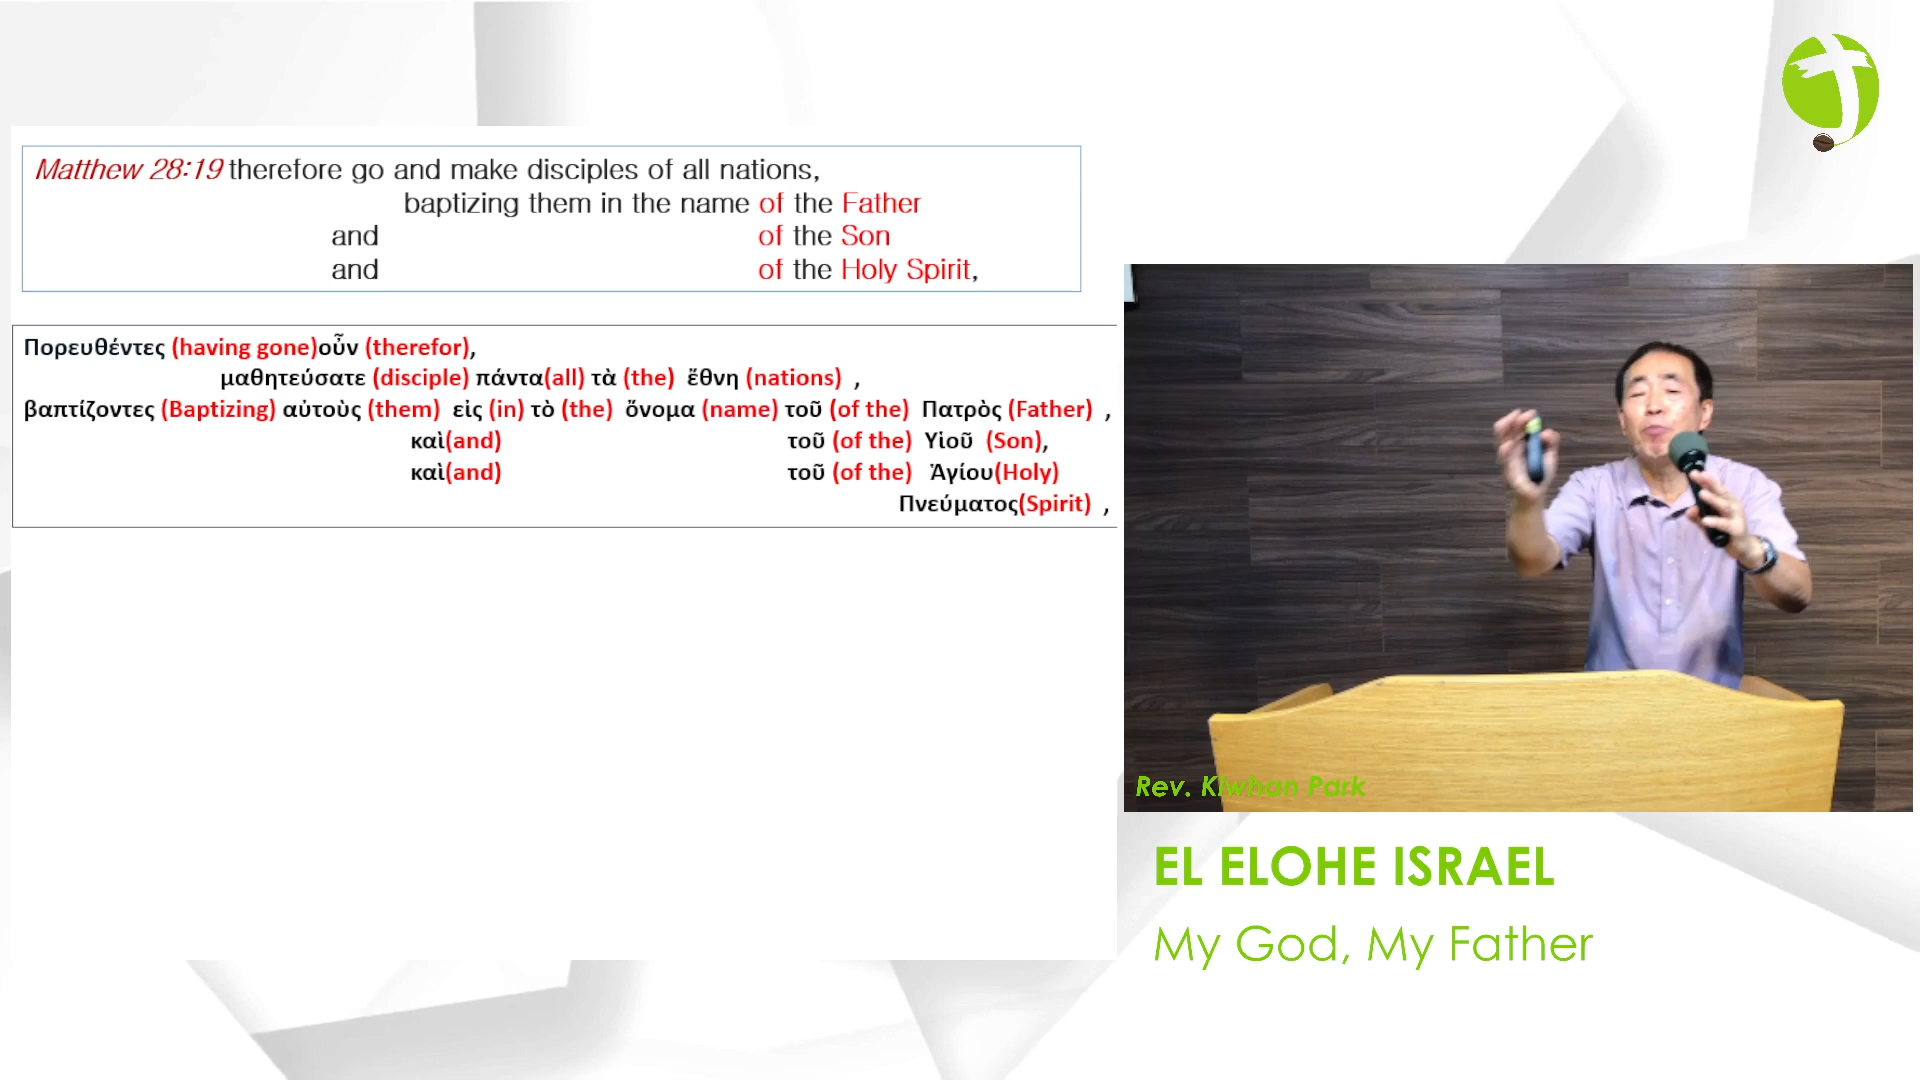 Matthew 28:19 therefore go and make disciples of all nations,
baptizing them in the name of the Father
and of the Son
and of the Holy Spirit,
Πορευθέντες (having gone)οὖν (therefor),
μαθητεύσατε (disciple) πάντα(all) τὰ (the) ἔθνη (nations) ,
βαπτίζοντες (Baptizing) αὐτοὺς (them) εἰς (in) τὸ (the) ὄνομα (name) τοῦ (of the) Πατρὸς (Father) ,
καὶ(and) τοῦ (of the) Υἱοῦ (Son),
καὶ(and) τοῦ (of the) Ἁγίου(Holy)
Πνεύματος(Spirit) ,
Rev. Kiwhan Park
EL ELOHE ISRAEL
My God, My Father